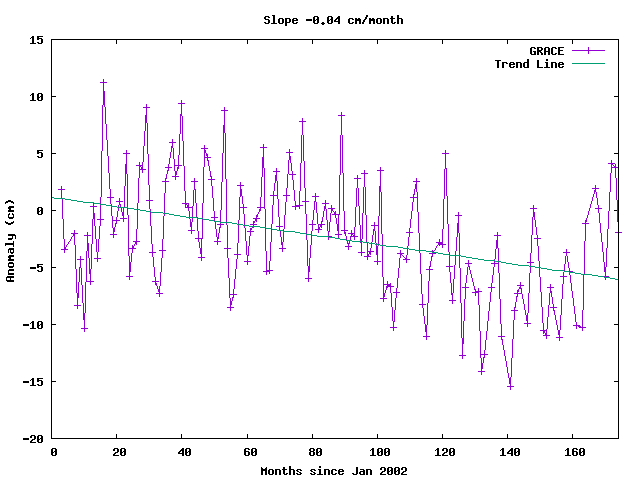 Slope -0.04 cm/month
GRACE
Trend Line
15
10
5
0
-5
-10
-15
-20
Anomaly (cm)
0 20 40 60 80 100 120 140 160
Months since Jan 2002